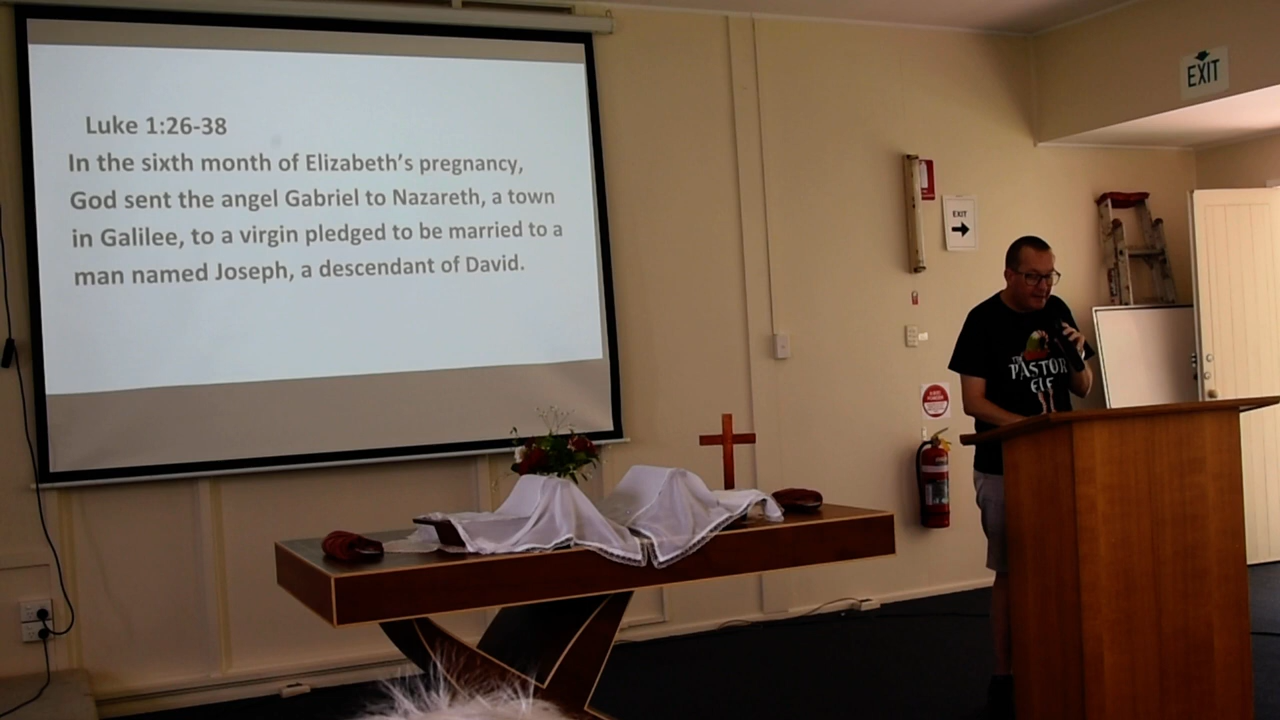 Luke 1:26-38
In the sixth month of Elizabeth’s pregnancy,
God sent the angel Gabriel to Nazareth, a town
in Galilee, to a virgin pledged to be married to a
man named Joseph, a descendant of David.
EXIT
EXIT
THE
PASTOR
ELF